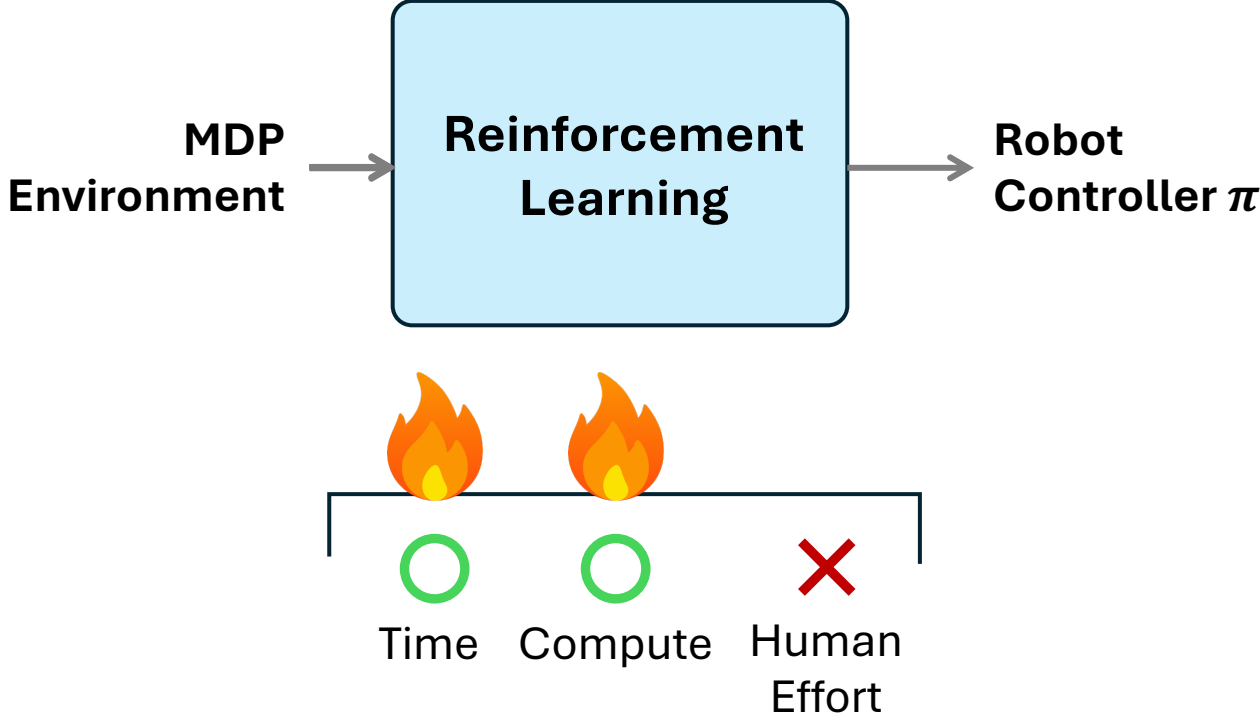 MDP
Environment
Reinforcement
Learning
Robot
Controller π
Time
Compute
Human
Effort